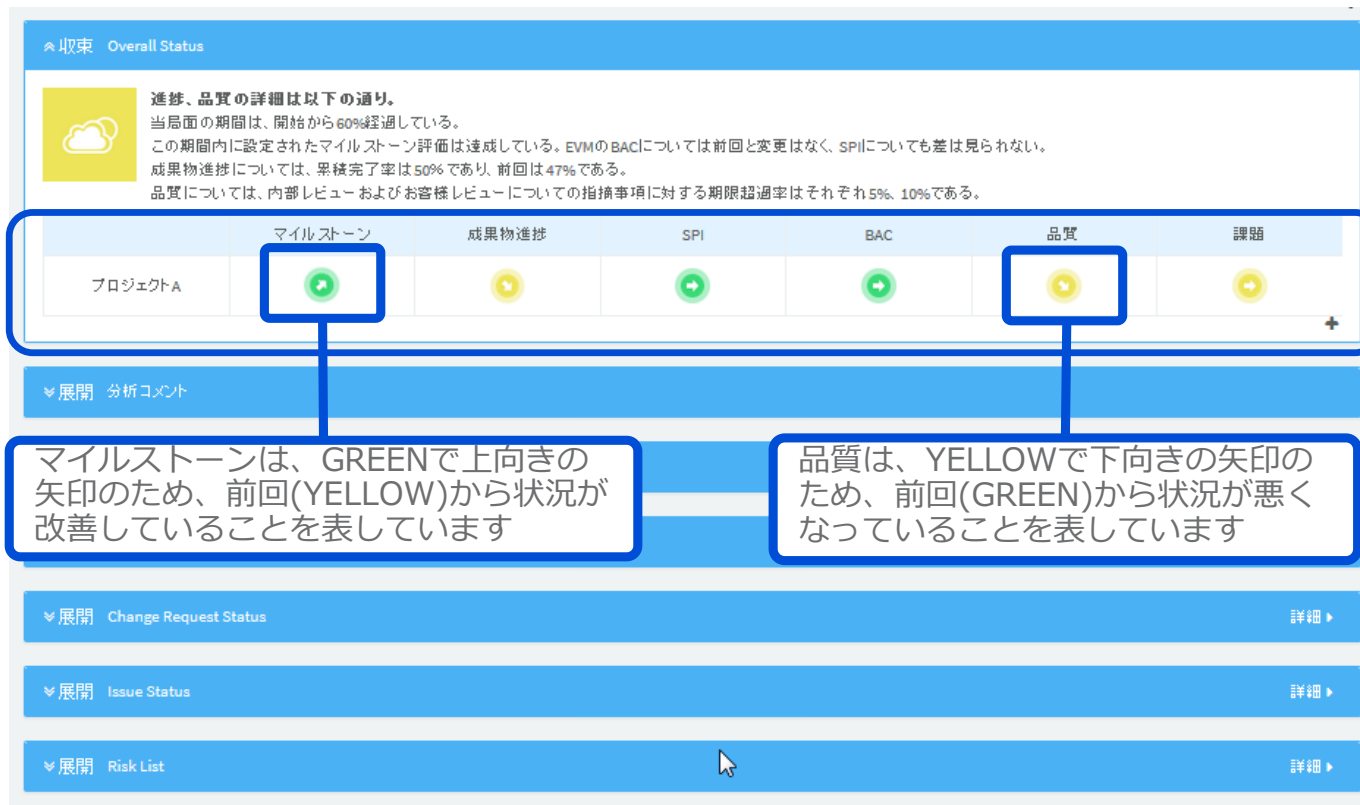 収束 Overall Status
進捗、品質の詳細は以下の通り。
当局面の期間は、開始から60%経過している。
この期間内に設定されたマイルストーン評価は達成している。EVMのBACについては前回と変更はなく、SPIについても差は見られない。
成果物進捗については、累積完了率は50%であり、前回は47%である。
品質については、内部レビューおよびお客様レビューについての指摘事項に対する期限超過率はそれぞれ5%、10%である。
マイルストーン 成果物進捗 SPI BAC 品質 課題
プロジェクトA
展開 分析コメント
マイルストーンは、GREENで上向きの
矢印のため、前回(YELLOW)から状況が
改善していることを表しています
品質は、YELLOWで下向きの矢印の
ため、前回(GREEN)から状況が悪く
なっていることを表しています
展開 Change Request Status 詳細
展開 Issue Status 詳細
展開 Risk List 詳細